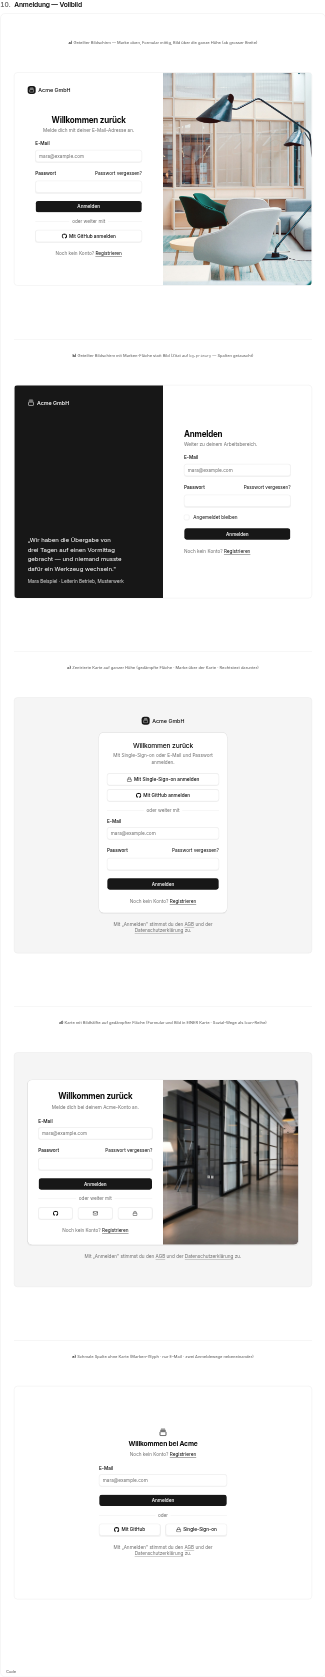 10. Anmeldung — Vollbild
Acme GmbH
Willkommen zurück
Melde dich mit deiner E-Mail-Adresse an.
E-Mail
mara@example.com
Passwort Passwort vergessen?
Anmelden
oder weiter mit
Mit GitHub anmelden
Noch kein Konto? Registrieren
Acme GmbH
„Wir haben die Übergabe von
drei Tagen auf einen Vormittag
gebracht — und niemand musste
dafür ein Werkzeug wechseln."
Mara Beispiel · Leiterin Betrieb, Musterwerk
Anmelden
Weiter zu deinem Arbeitsbereich.
E-Mail
mara@example.com
Passwort Passwort vergessen?
Angemeldet bleiben
Anmelden
Noch kein Konto? Registrieren
Acme GmbH
Willkommen zurück
Mit Single-Sign-on oder E-Mail und Passwort
anmelden.
Mit Single-Sign-on anmelden
Mit GitHub anmelden
oder weiter mit
E-Mail
mara@example.com
Passwort Passwort vergessen?
Anmelden
Noch kein Konto? Registrieren
Mit „Anmelden" stimmst du den AGB und der
Datenschutzerklärung zu.
Willkommen zurück
Melde dich bei deinem Acme-Konto an.
E-Mail
mara@example.com
Passwort Passwort vergessen?
Anmelden
oder weiter mit
Noch kein Konto? Registrieren
Mit „Anmelden" stimmst du den AGB und der Datenschutzerklärung zu.
Willkommen bei Acme
Noch kein Konto? Registrieren
E-Mail
mara@example.com
Anmelden
oder
Mit GitHub Single-Sign-on
Mit „Anmelden" stimmst du den AGB und der
Datenschutzerklärung zu.
Code